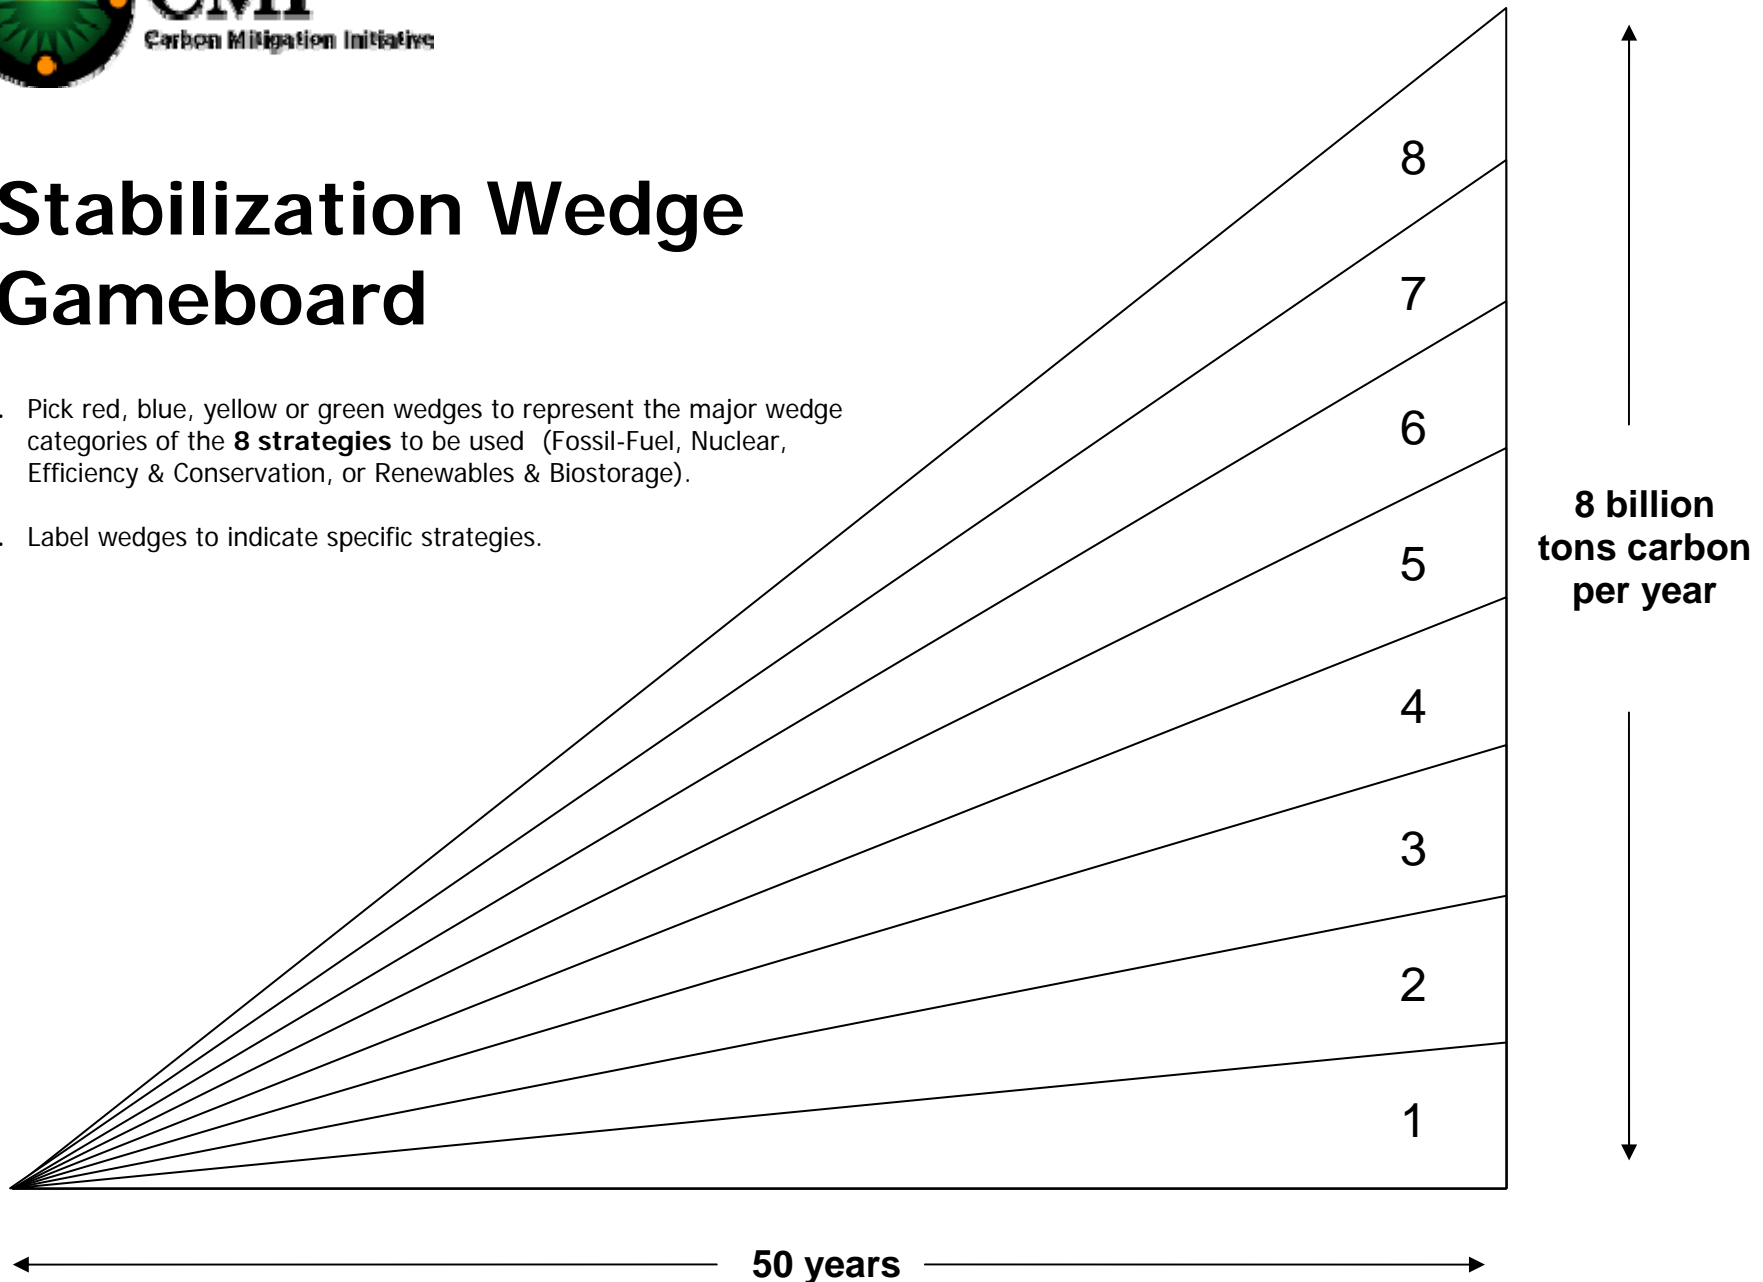 CMI
Carbon Mitigation Initiative
Stabilization Wedge
Gameboard
. Pick red, blue, yellow or green wedges to represent the major wedge
categories of the 8 strategies to be used (Fossil-Fuel, Nuclear,
Efficiency & Conservation, or Renewables & Biostorage).
. Label wedges to indicate specific strategies.
8
7
6
5
4
3
2
1
8 billion
tons carbon
per year
50 years